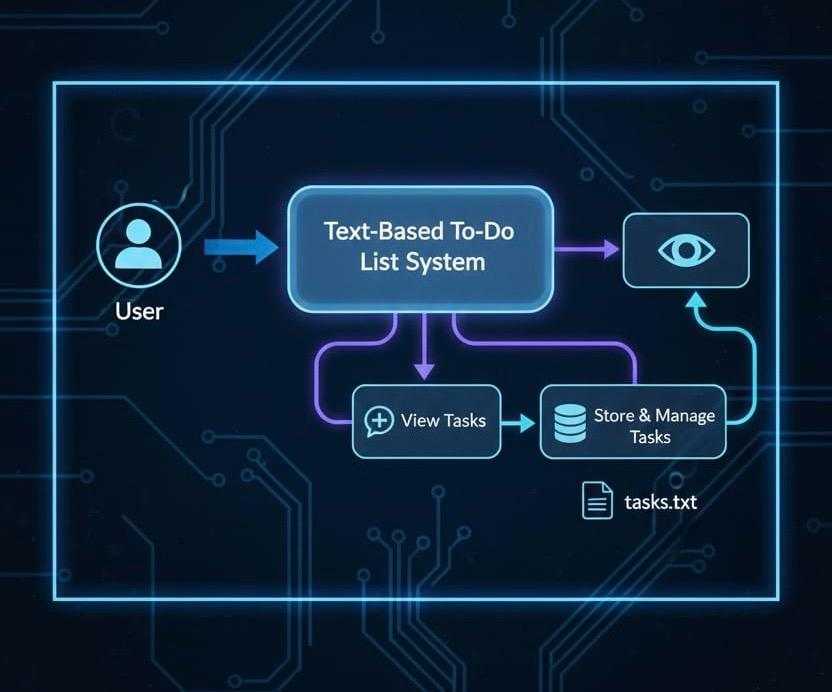 Text-Based To-Do
List System
User
View Tasks
Store & Manage
Tasks
tasks.txt